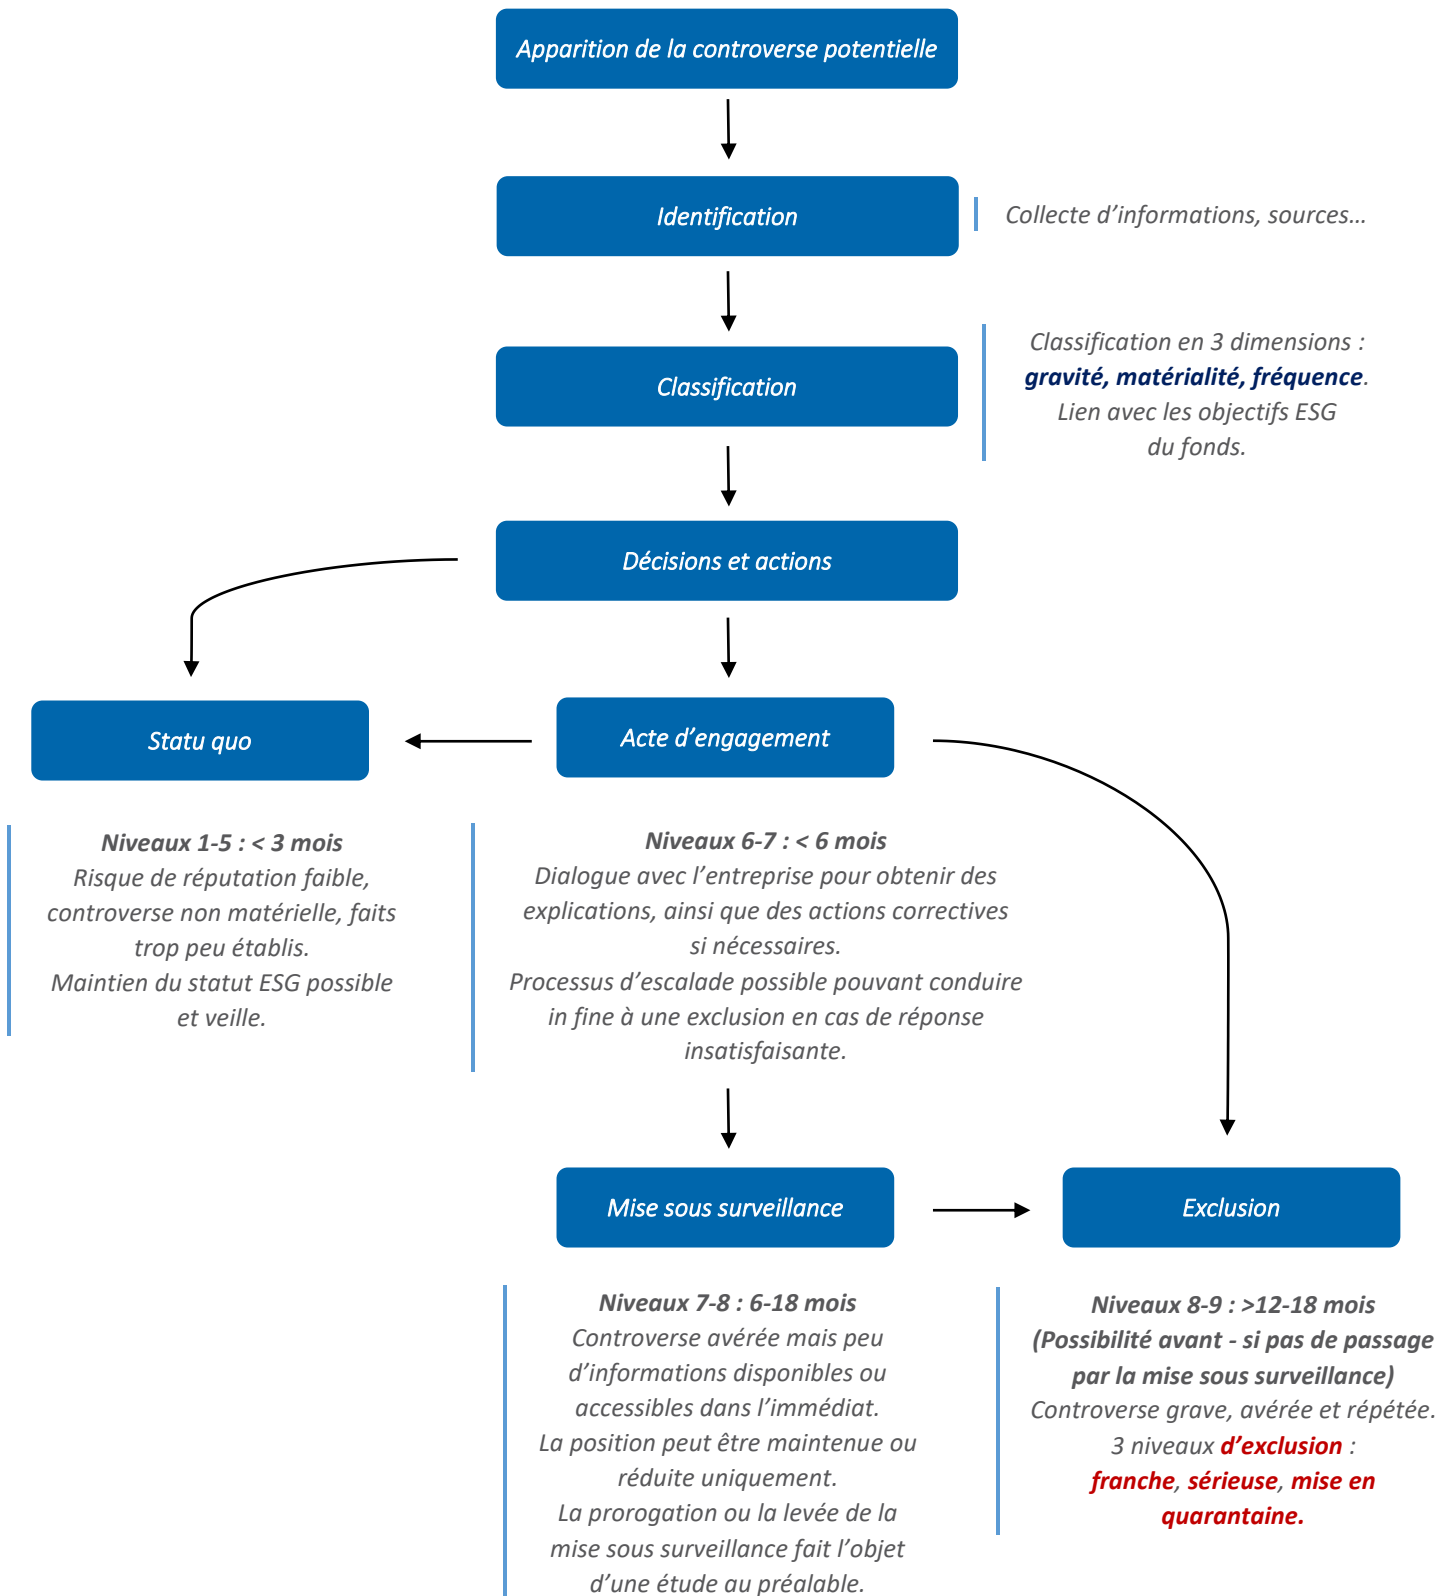 Apparition de la controverse potentielle
Identification
Collecte d’informations, sources…
Classification
Classification en 3 dimensions :
gravité, matérialité, fréquence.
Lien avec les objectifs ESG
du fonds.
Décisions et actions
Statu quo
Acte d’engagement
Niveaux 1-5 : < 3 mois
Risque de réputation faible,
controverse non matérielle, faits
trop peu établis.
Maintien du statut ESG possible
et veille.
Niveaux 6-7 : < 6 mois
Dialogue avec l’entreprise pour obtenir des
explications, ainsi que des actions correctives
si nécessaires.
Processus d’escalade possible pouvant conduire
in fine à une exclusion en cas de réponse
insatisfaisante.
Mise sous surveillance
Exclusion
Niveaux 7-8 : 6-18 mois
Controverse avérée mais peu
d’informations disponibles ou
accessibles dans l’immédiat.
La position peut être maintenue ou
réduite uniquement.
La prorogation ou la levée de la
mise sous surveillance fait l’objet
d’une étude au préalable.
Niveaux 8-9 : >12-18 mois
(Possibilité avant - si pas de passage
par la mise sous surveillance)
Controverse grave, avérée et répétée.
3 niveaux d’exclusion :
franche, sérieuse, mise en
quarantaine.